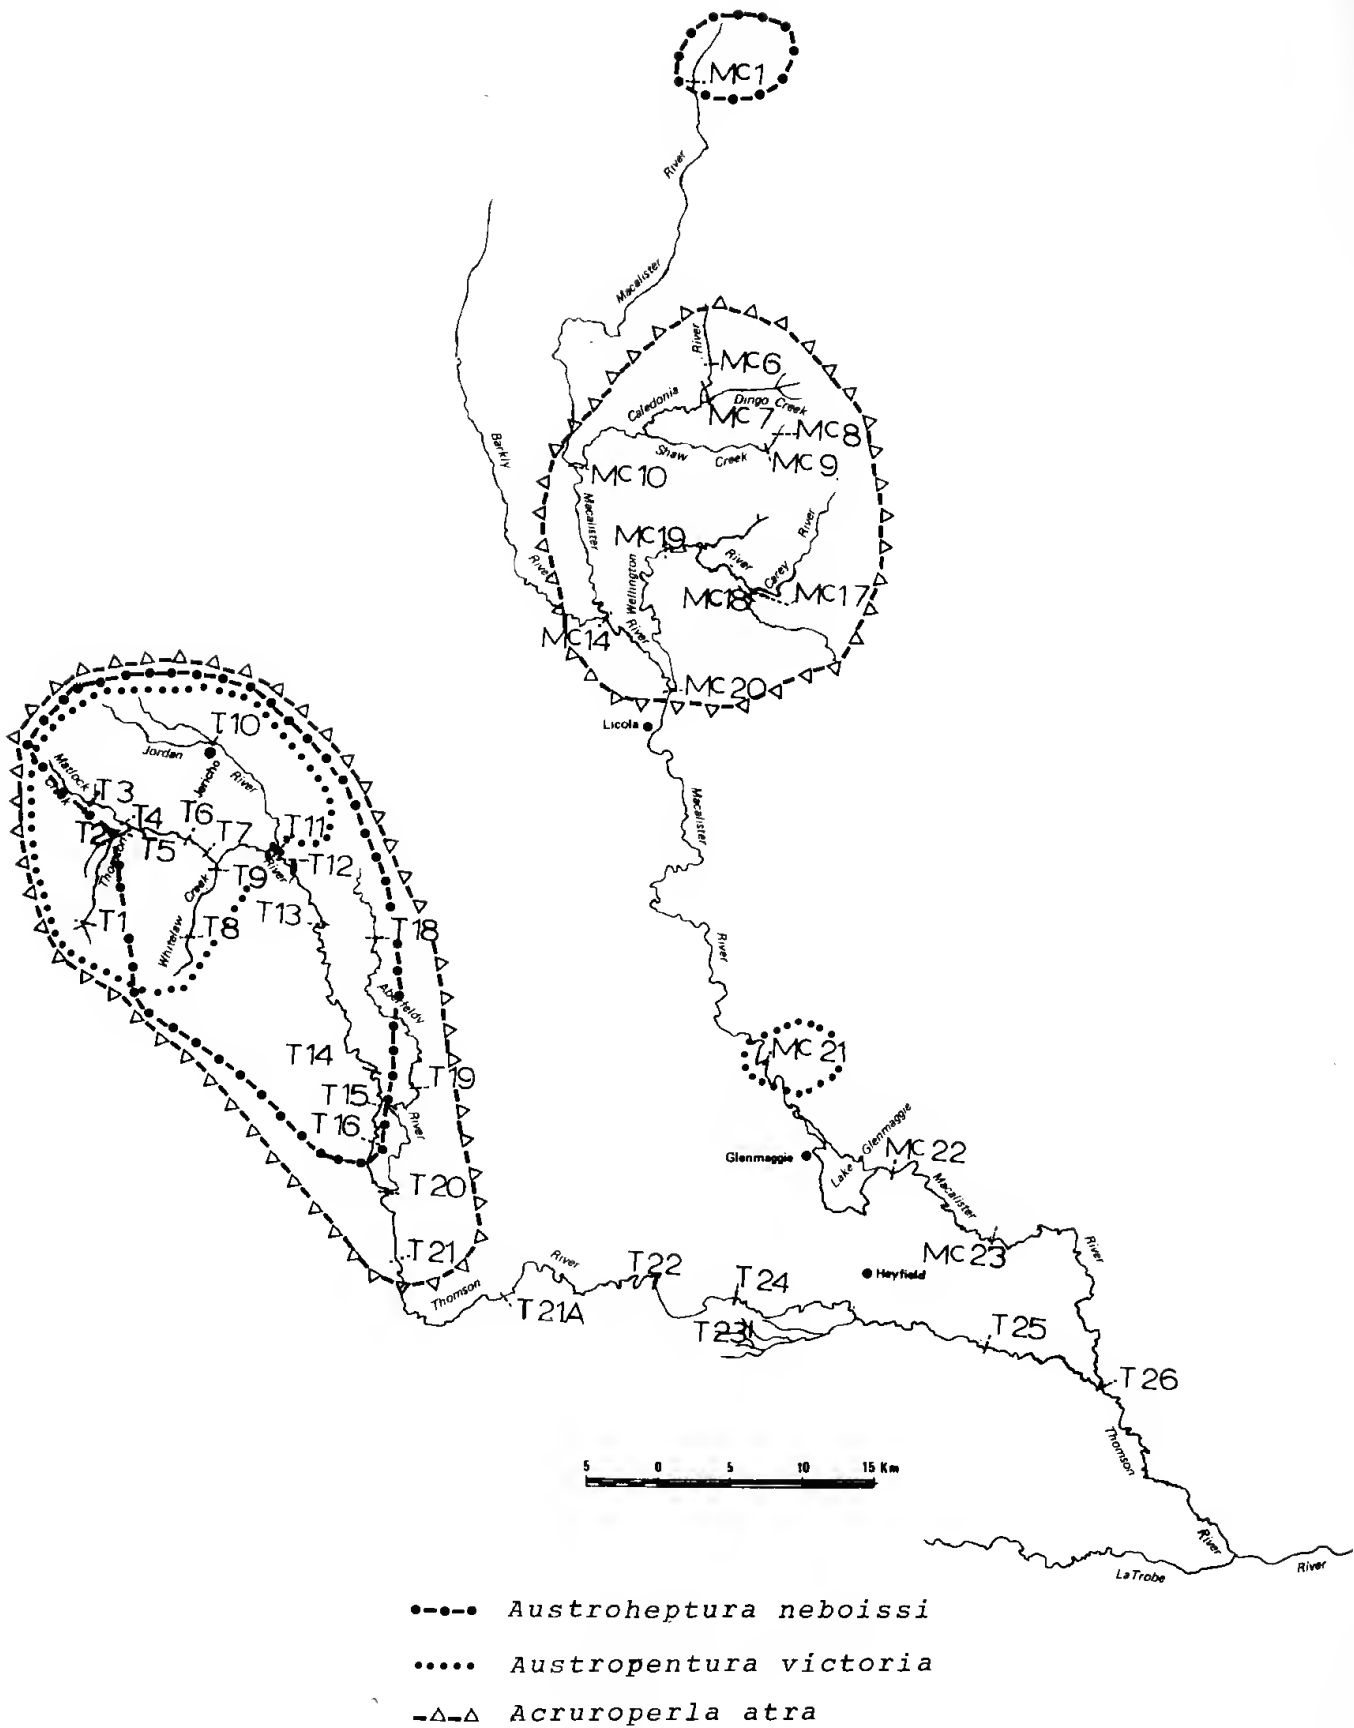 MC1
River
Macalister
River
MC6
Caledonia
Dingo Creek
MC7
MC8
Shaw Creek
MC9
Barkly
MC10
Macalister
MC19
River
River
River
Carey
Wellington
MC18
MC17
River
MC14
MC20
Licola
T10
Jordan
River
Matlock
Creek
Jericho
T3
T4
T6
T2
T5
T7
T11
Thomson
River
T12
T9
T1
Whitelaw Creek
T8
T13
T18
Macalister
River
Aberfeldy
T14
MC21
T15
T19
T16
River
Glenmaggie
Lake Glenmaggie
MC22
T20
Macalister
T21
River
T22
MC23
River
T24
Heyfield
Thomson
T21A
T23
T25
T26
Thomson
5 0 5 10 15 Km
River
LaTrobe
River
Austroheptura neboissi
Austropentura victoria
Acruroperla atra